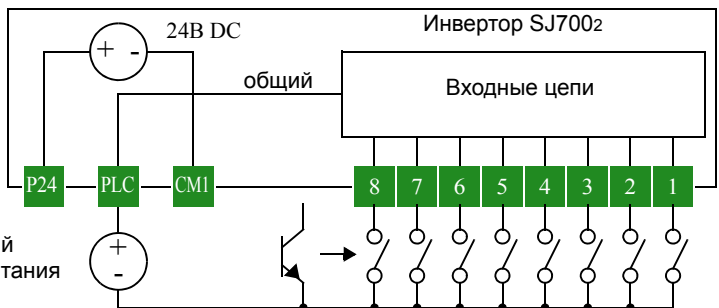 24В DC
Инвертор SJ7002
+ -
общий
Входные цепи
P24 PLC CM1 8 7 6 5 4 3 2 1
+
й
-
тания